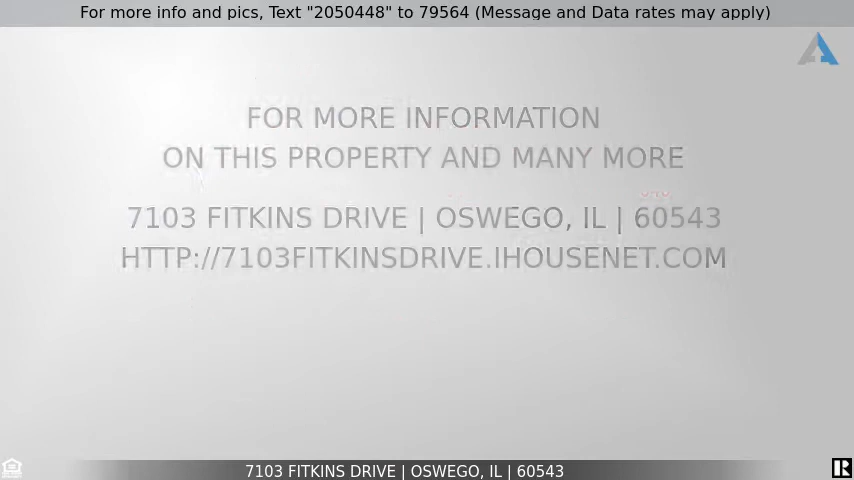 For more info and pics, Text "2050448" to 79564 (Message and Data rates may apply)
FOR MORE INFORMATION
ON THIS PROPERTY AND MANY MORE
7103 FITKINS DRIVE | OSWEGO, IL | 60543
HTTP://7103FITKINSDRIVE.IHOUSENET.COM
7103 FITKINS DRIVE | OSWEGO, IL | 60543